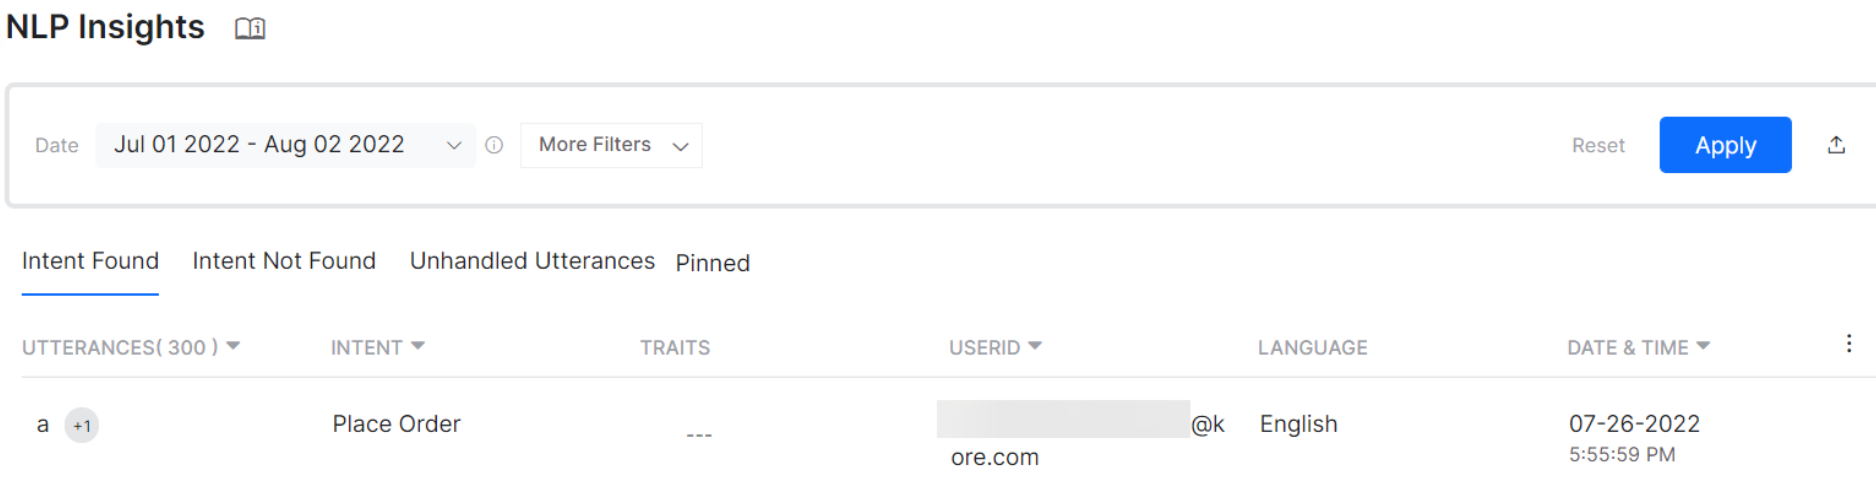 NLP Insights
Date Jul 01 2022 - Aug 02 2022 More Filters Reset Apply
Intent Found Intent Not Found Unhandled Utterances Pinned
UTTERANCES( 300 ) INTENT TRAITS USERID LANGUAGE DATE & TIME
a +1 Place Order --- @k English 07-26-2022
ore.com 5:55:59 PM